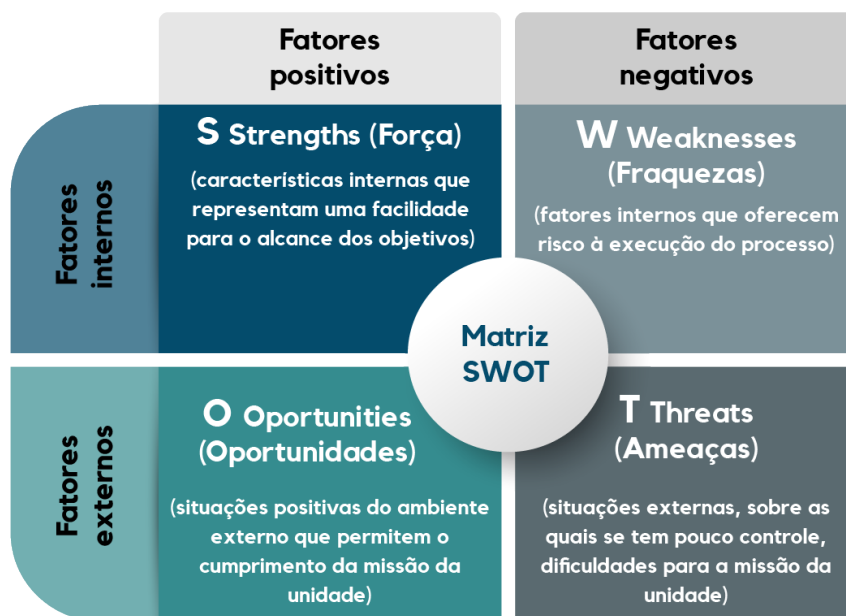 Fatores
positivos
Fatores
negativos
Fatores
internos
S Strengths (Força)
(características internas que
representam uma facilidade
para o alcance dos objetivos)
W Weaknesses
(Fraquezas)
(fatores internos que oferecem
risco à execução do processo)
Matriz
SWOT
Fatores
externos
O Oportunities
(Oportunidades)
(situações positivas do ambiente
externo que permitem o
cumprimento da missão da
unidade)
T Threats
(Ameaças)
(situações externas, sobre as
quais se tem pouco controle,
dificuldades para a missão da
unidade)